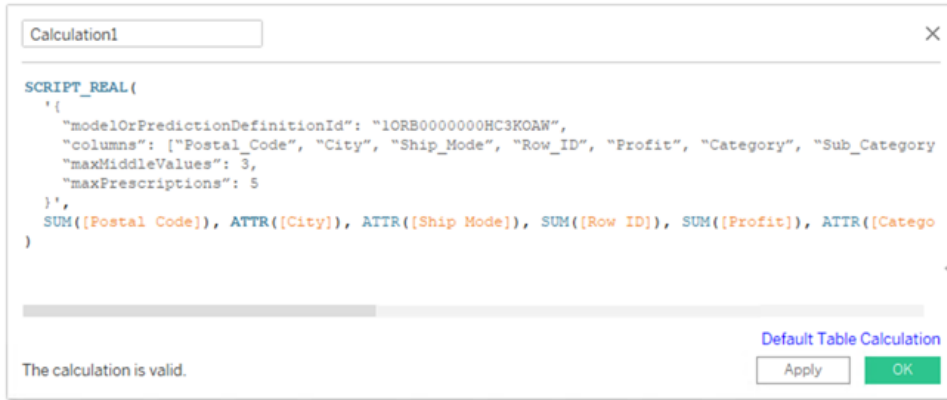 Calculation1
SCRIPT_REAL(
'{
"modelOrPredictionDefinitionId": "1ORB0000000HC3KOAW",
"columns": ["Postal_Code", "City", "Ship_Mode", "Row_ID", "Profit", "Category", "Sub_Category
"maxMiddleValues": 3,
"maxPrescriptions": 5
}',
SUM([Postal Code]), ATTR([City]), ATTR([Ship Mode]), SUM([Row ID]), SUM([Profit]), ATTR([Catego
)
Default Table Calculation
The calculation is valid.
Apply
OK